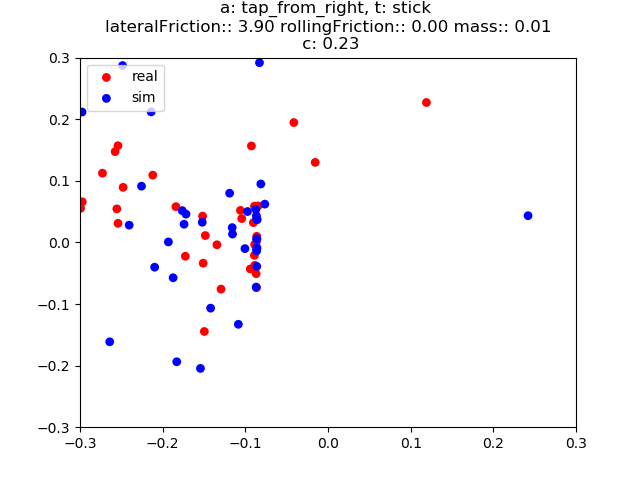 a: tap_from_right, t: stick
lateralFriction:: 3.90 rollingFriction:: 0.00 mass:: 0.01
c: 0.23
real
sim
0.3
0.2
0.1
0.0
−0.1
−0.2
−0.3
−0.3 −0.2 −0.1 0.0 0.1 0.2 0.3